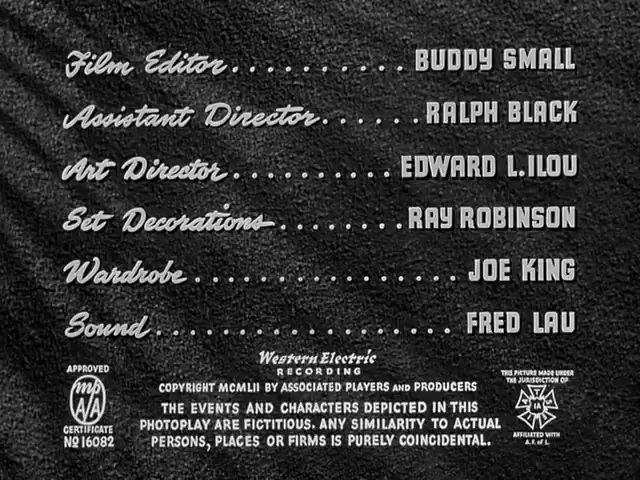 Film Editor.......... BUDDY SMALL
Assistant Director...... RALPH BLACK
Art Director.......... EDWARD L. ILOU
Set Decorations........ RAY ROBINSON
Wardrobe................ JOE KING
Sound.................. FRED LAU
Western Electric
RECORDING
COPYRIGHT MCMLII BY ASSOCIATED PLAYERS AND PRODUCERS
THE EVENTS AND CHARACTERS DEPICTED IN THIS
PHOTOPLAY ARE FICTITIOUS. ANY SIMILARITY TO ACTUAL
PERSONS, PLACES OR FIRMS IS PURELY COINCIDENTAL.
APPROVED
MPAA
CERTIFICATE
No 16082
THIS PICTURE MADE UNDER
THE JURISDICTION OF
IA
AFFILIATED WITH
A.F. of L.